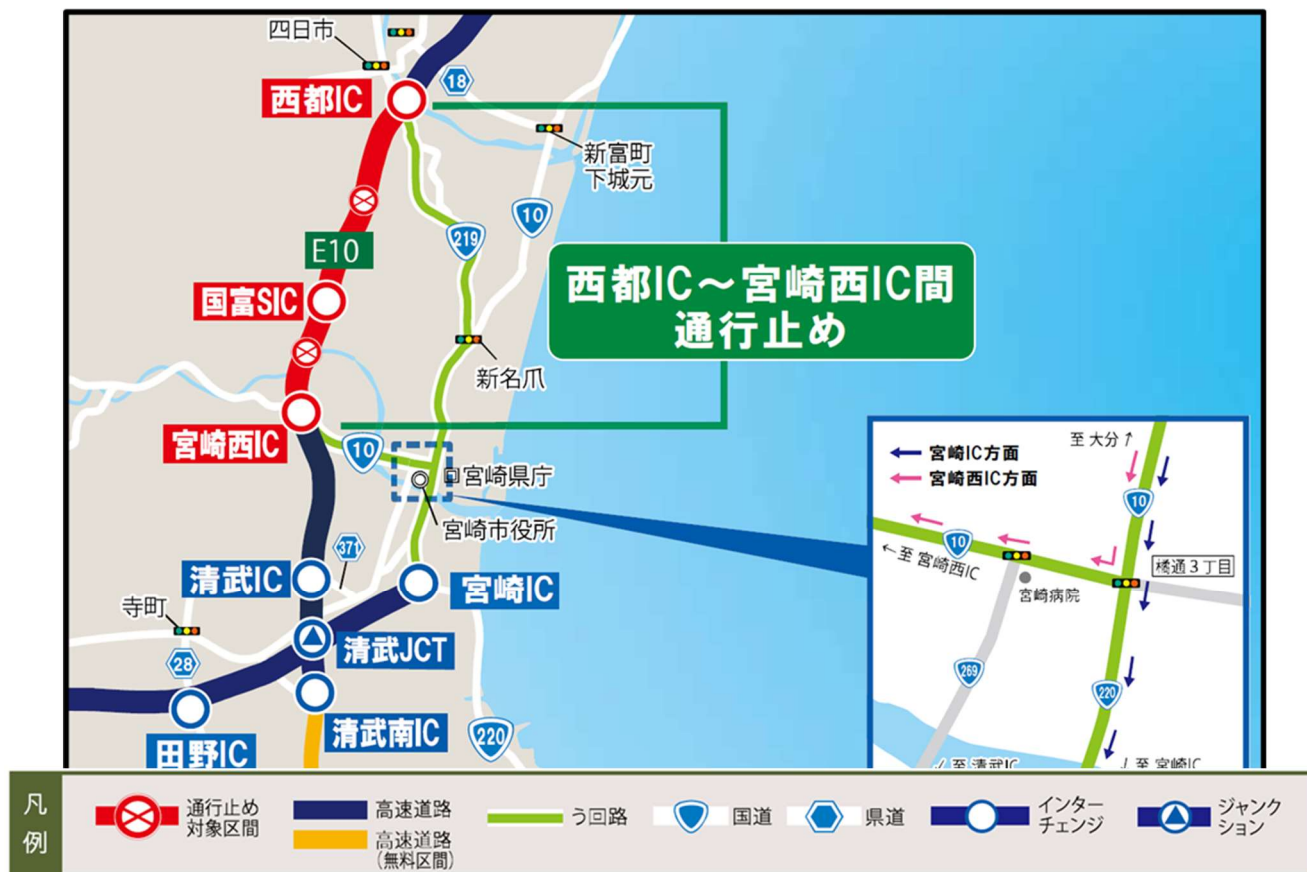 四日市
西都IC
18
新富町
下城元
10
219
E10
西都IC～宮崎西IC間
通行止め
国富SIC
新名爪
宮崎西IC
10
宮崎県庁
宮崎市役所
371
清武IC
宮崎IC
寺町
清武JCT
28
清武南IC
田野IC
220
宮崎IC方面
宮崎西IC方面
至 大分
10
10
至 宮崎西IC
橘通3丁目
宮崎病院
269
220
至 清武IC
至 宮崎IC
凡例
通行止め
対象区間
高速道路
高速道路
(無料区間)
う回路
国道
県道
インター
チェンジ
ジャンク
ション